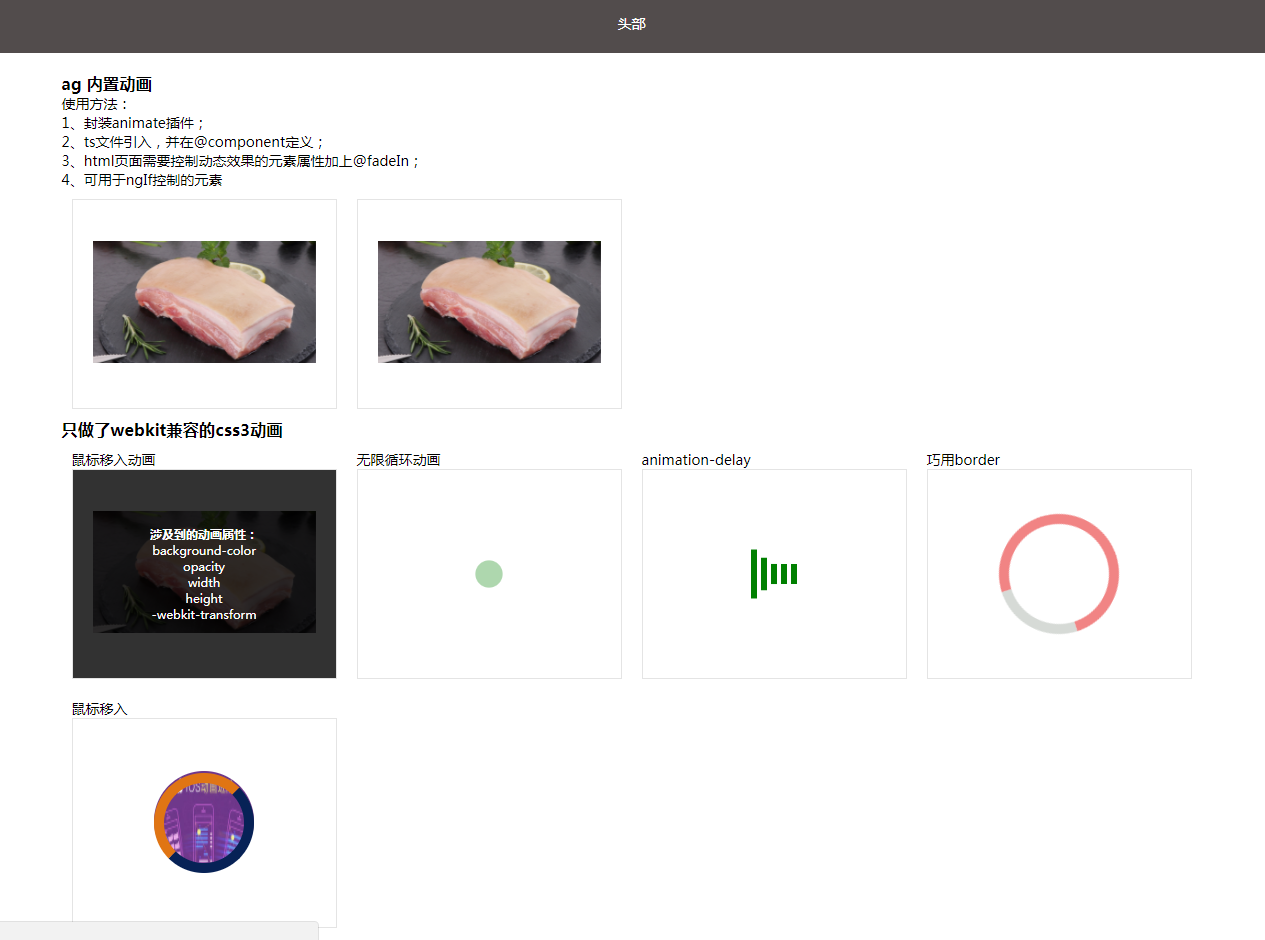 头部
ag 内置动画
使用方法：
1、封装animate插件；
2、ts文件引入，并在@component定义；
3、html页面需要控制动态效果的元素属性加上@fadeIn；
4、可用于ngIf控制的元素
只做了webkit兼容的css3动画
鼠标移入动画
无限循环动画
animation-delay
巧用border
涉及到的动画属性：
background-color
opacity
width
height
-webkit-transform
鼠标移入